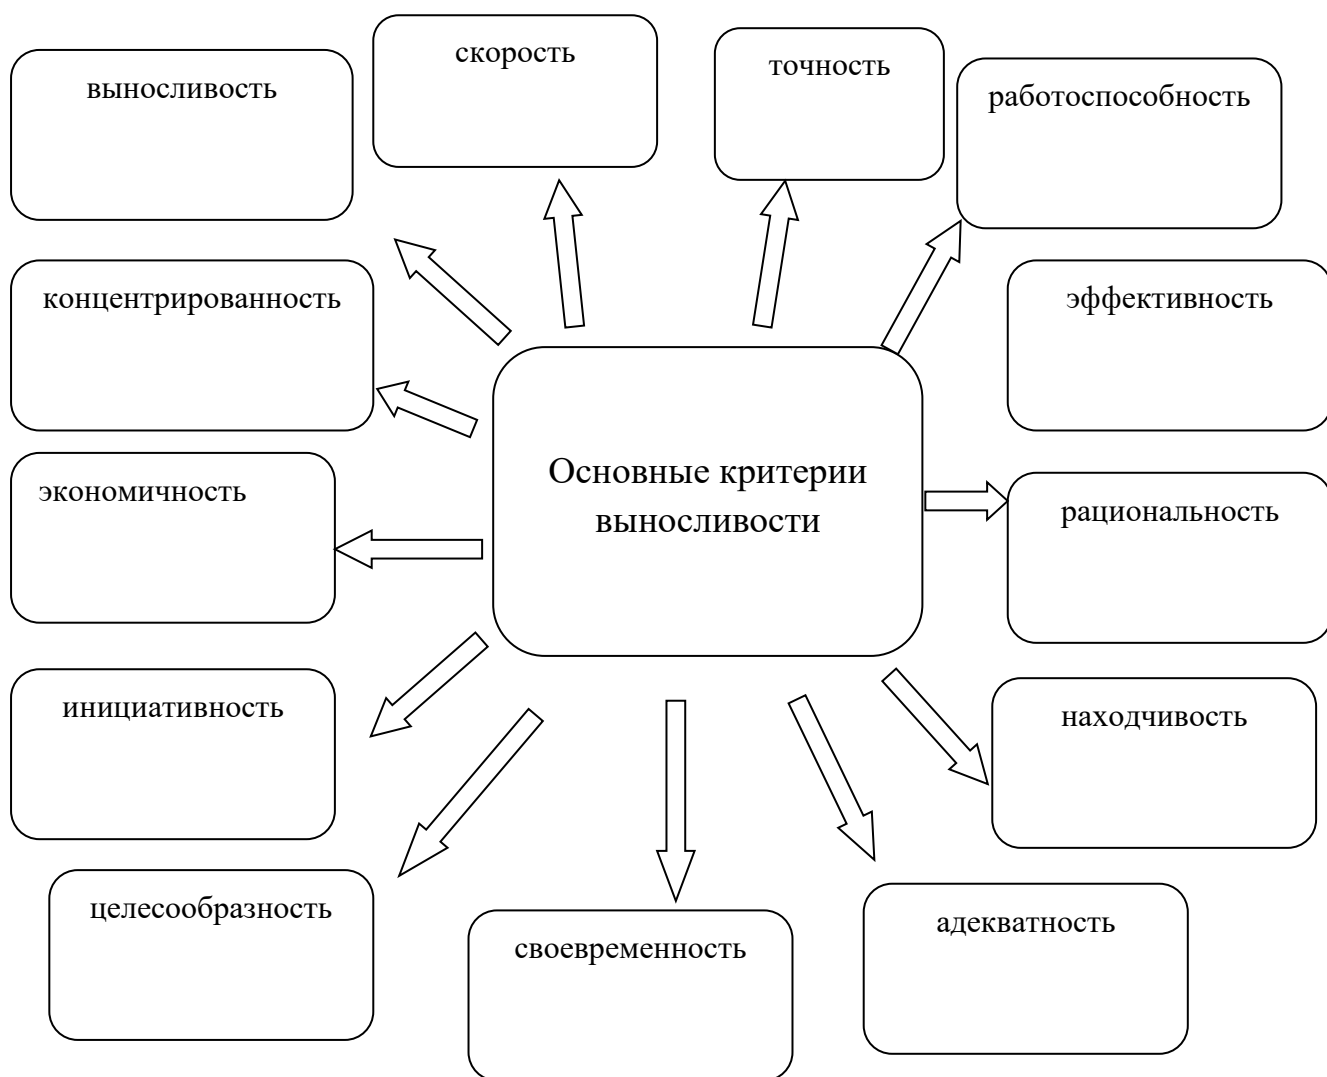 скорость
точность
выносливость
работоспособность
концентрированность
эффективность
Основные критерии
выносливости
экономичность
рациональность
инициативность
находчивость
целесообразность
адекватность
своевременность